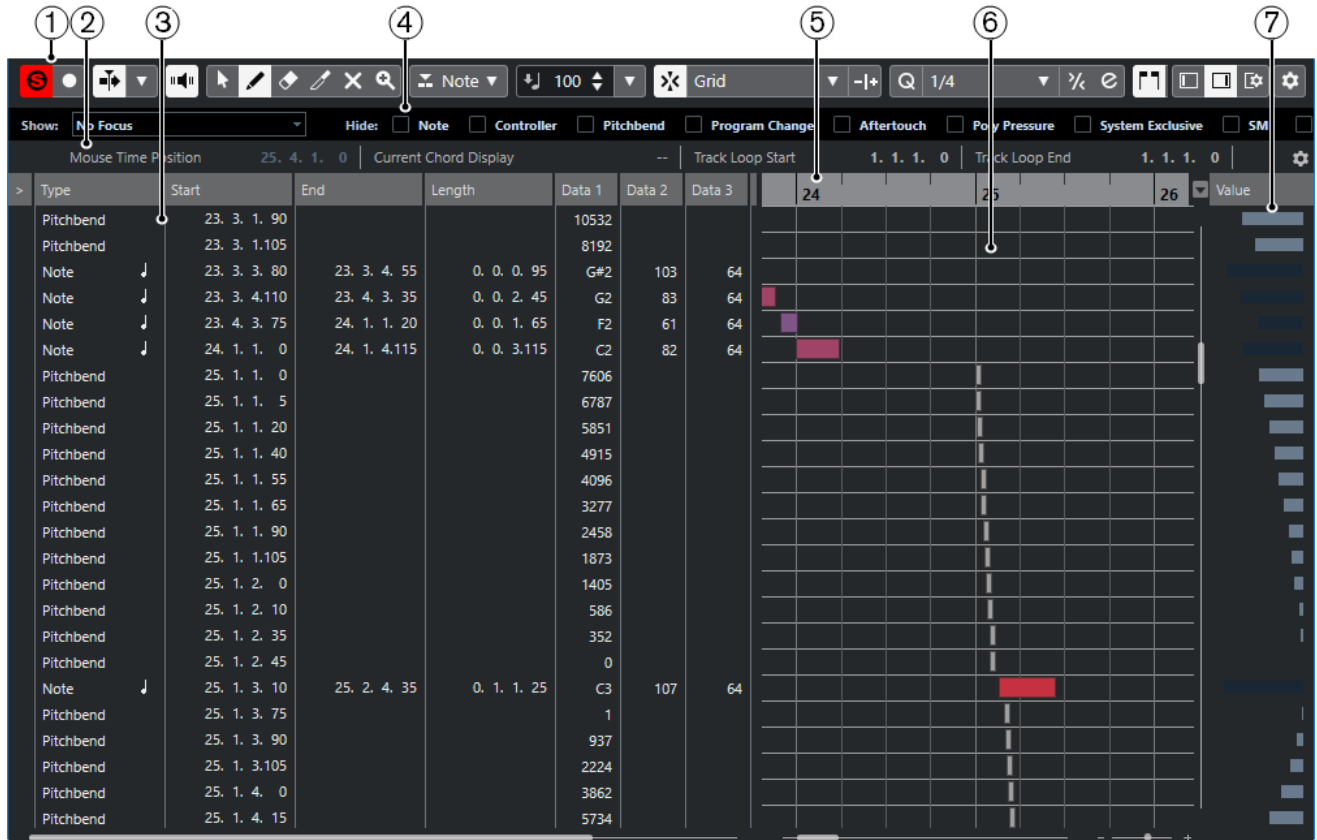 1 2 3 4 5 6 7
S Note 100 Grid Q 1/4 e
Show: No Focus Hide: Note Controller Pitchbend Program Change Aftertouch Poly Pressure System Exclusive SM
Mouse Time Position 25. 4. 1. 0 Current Chord Display -- Track Loop Start 1. 1. 1. 0 Track Loop End 1. 1. 1. 0
> Type Start End Length Data 1 Data 2 Data 3 24 25 26 Value
Pitchbend 23. 3. 1. 90 10532
Pitchbend 23. 3. 1.105 8192
Note 23. 3. 3. 80 23. 3. 4. 55 0. 0. 0. 95 G#2 103 64
Note 23. 3. 4.110 23. 4. 3. 35 0. 0. 2. 45 G2 83 64
Note 23. 4. 3. 75 24. 1. 1. 20 0. 0. 1. 65 F2 61 64
Note 24. 1. 1. 0 24. 1. 4.115 0. 0. 3.115 C2 82 64
Pitchbend 25. 1. 1. 0 7606
Pitchbend 25. 1. 1. 5 6787
Pitchbend 25. 1. 1. 20 5851
Pitchbend 25. 1. 1. 40 4915
Pitchbend 25. 1. 1. 55 4096
Pitchbend 25. 1. 1. 65 3277
Pitchbend 25. 1. 1. 90 2458
Pitchbend 25. 1. 1.105 1873
Pitchbend 25. 1. 2. 0 1405
Pitchbend 25. 1. 2. 10 586
Pitchbend 25. 1. 2. 35 352
Pitchbend 25. 1. 2. 45 0
Note 25. 1. 3. 10 25. 2. 4. 35 0. 1. 1. 25 C3 107 64
Pitchbend 25. 1. 3. 75 1
Pitchbend 25. 1. 3. 90 937
Pitchbend 25. 1. 3.105 2224
Pitchbend 25. 1. 4. 0 3862
Pitchbend 25. 1. 4. 15 5734